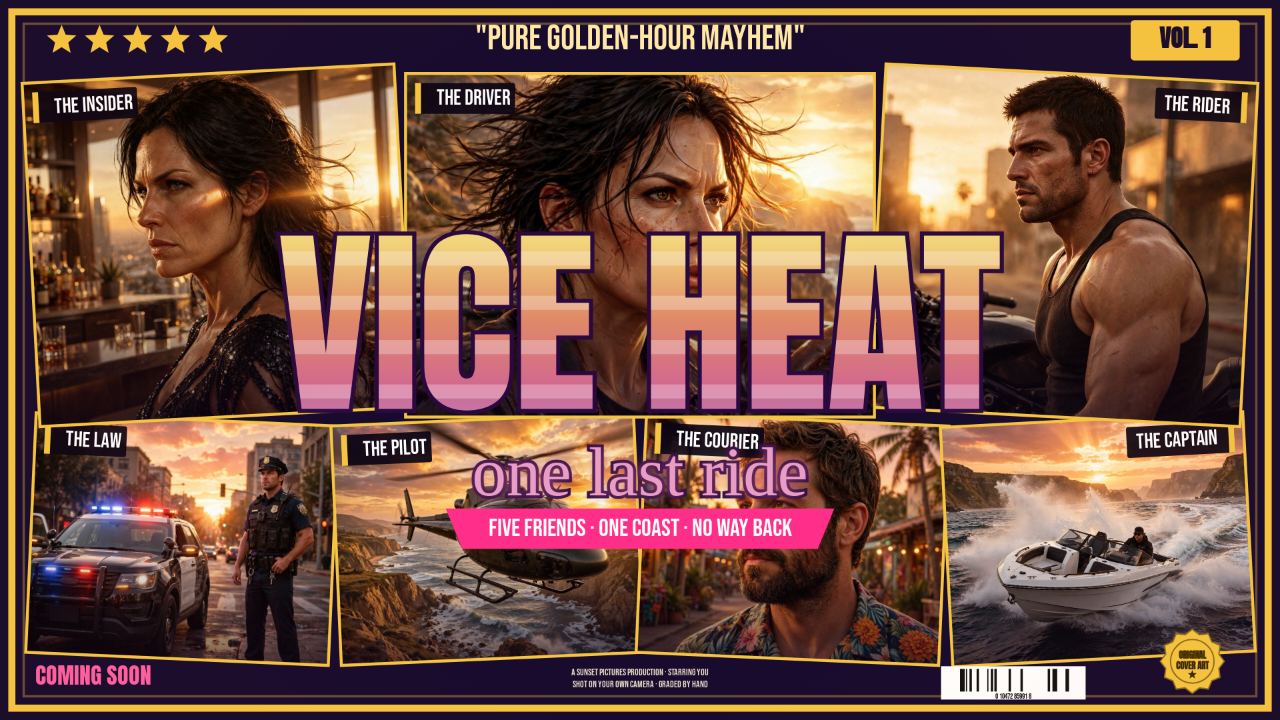 "PURE GOLDEN-HOUR MAYHEM"
VOL. 1
THE INSIDER
THE DRIVER
THE RIDER
VICE HEAT
THE LAW
THE PILOT
THE COURIER
THE CAPTAIN
one last ride
FIVE FRIENDS · ONE COAST · NO WAY BACK
COMING SOON
A SUNSET PICTURES PRODUCTION · STARRING YOU
SHOT ON YOUR OWN CAMERA · GRADED BY HAND
ORIGINAL
COVER ART